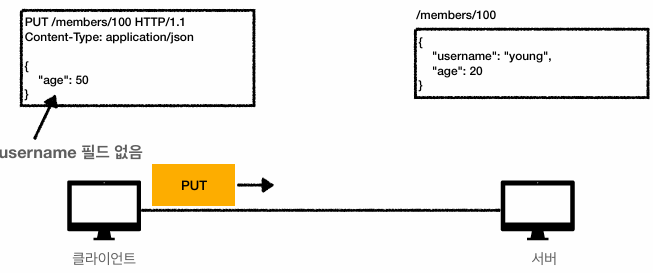 PUT /members/100 HTTP/1.1
Content-Type: application/json
{
"age": 50
}
username 필드 없음
/members/100
{
"username": "young",
"age": 20
}
PUT
클라이언트
서버